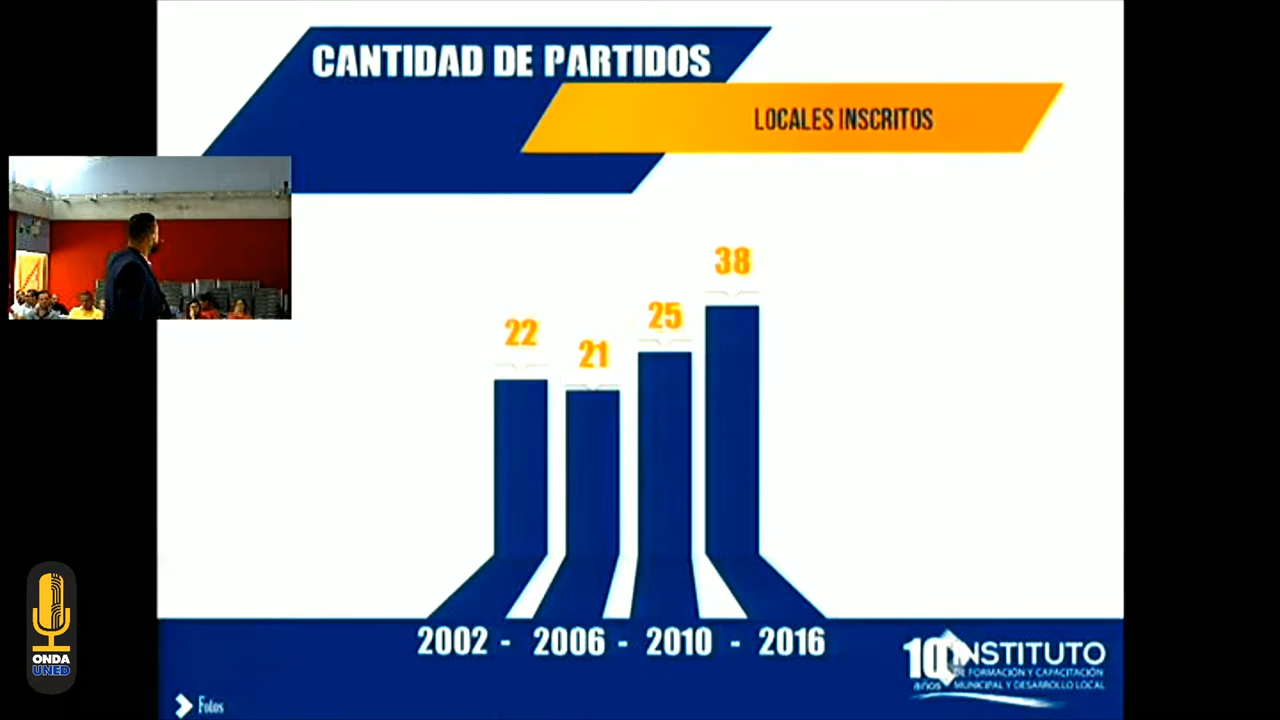 CANTIDAD DE PARTIDOS
LOCALES INSCRITOS
38
25
22
21
2002 - 2006 - 2010 - 2016
10 años
INSTITUTO
DE FORMACIÓN Y CAPACITACIÓN
MUNICIPAL Y DESARROLLO LOCAL
Fotos
ONDA
UNED